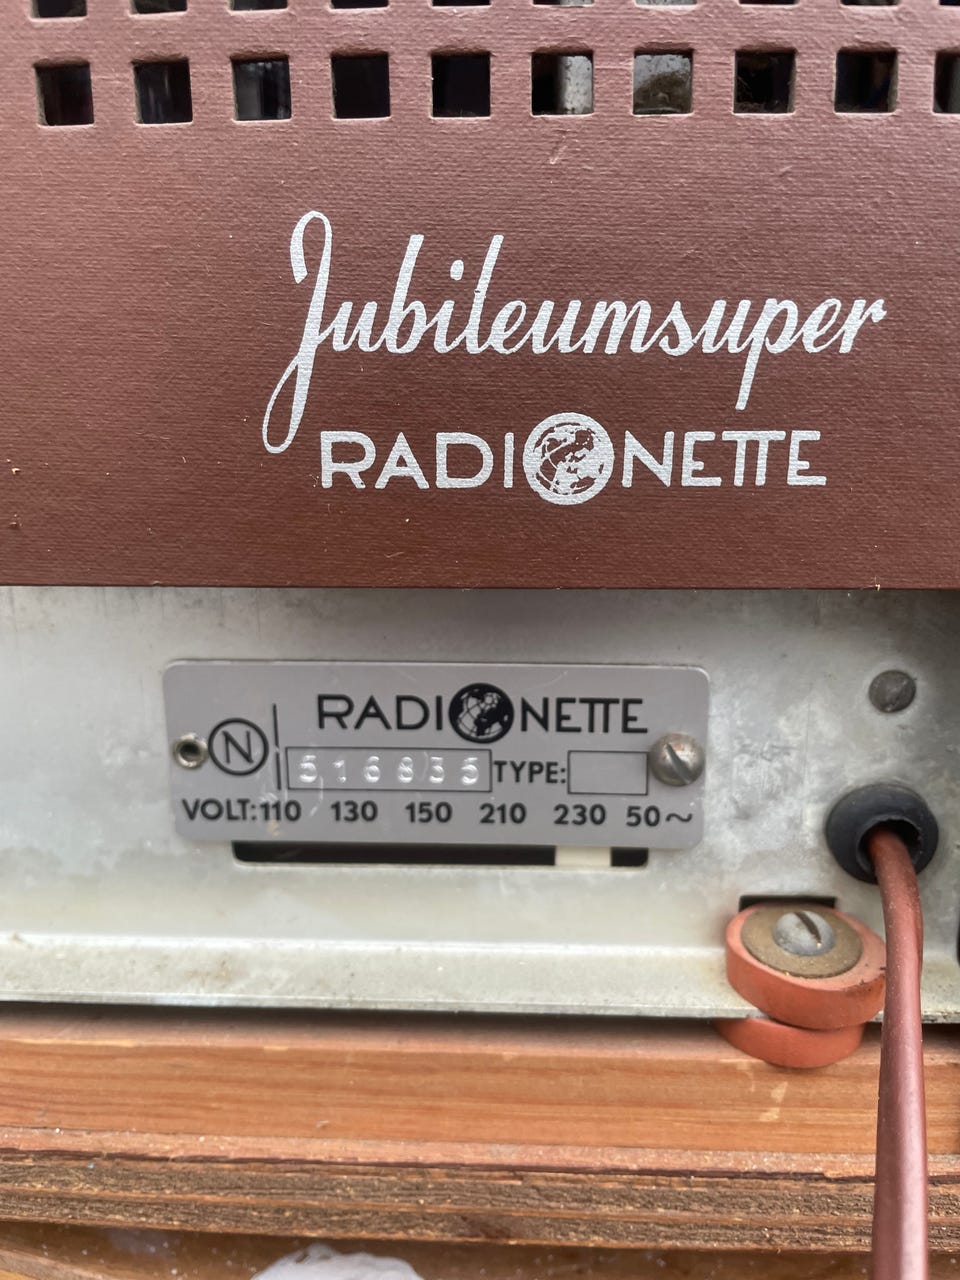 Jubileumsuper
RADIONETTE
RADIONETTE
N
516835 TYPE:
VOLT: 110 130 150 210 230 50~